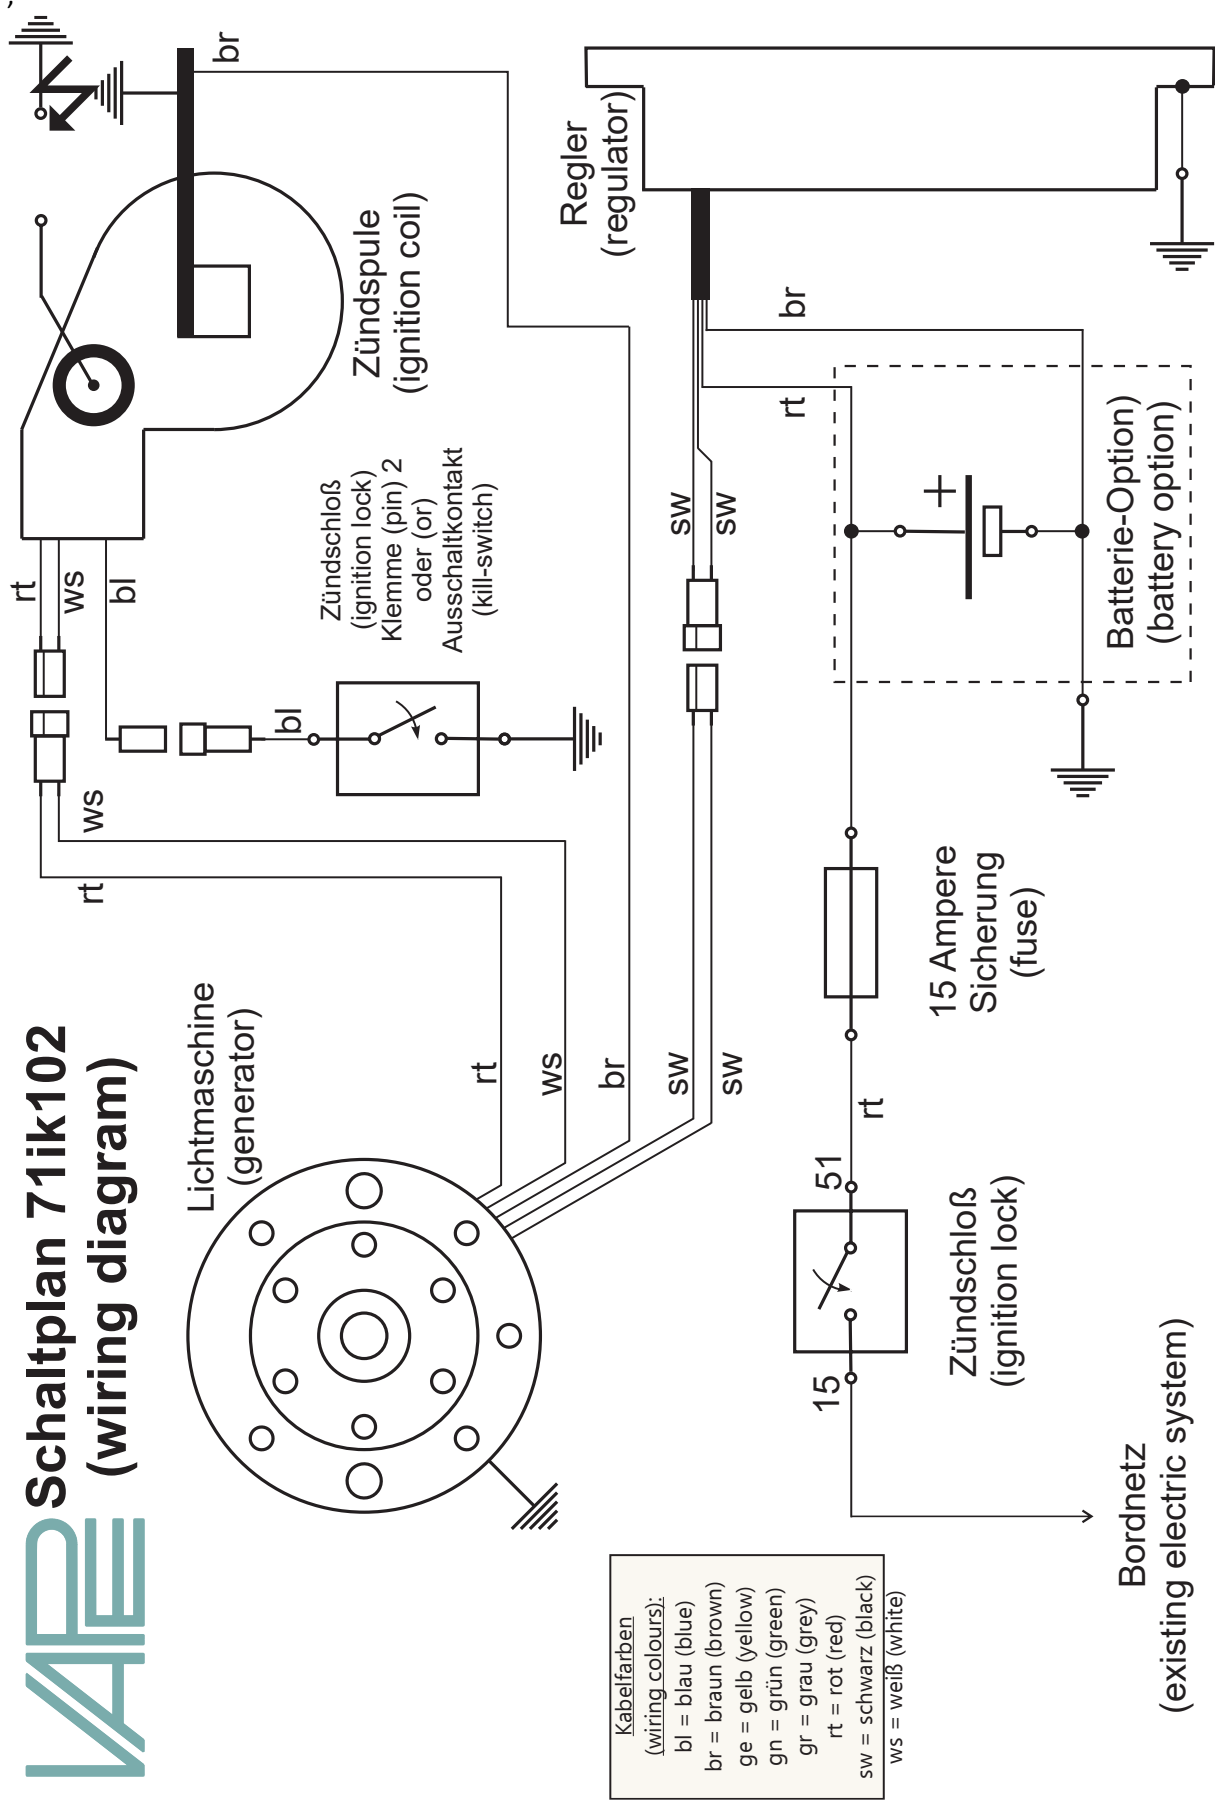 VAPE
Schaltplan 71ik102
(wiring diagram)
Lichtmaschine
(generator)
rt
ws
br
sw
sw
rt
ws
rt
ws
bl
bl
Zündschloß
(ignition lock)
Klemme (pin) 2
oder (or)
Ausschaltkontakt
(kill-switch)
Zündspule
(ignition coil)
br
Regler
(regulator)
sw
sw
rt
br
+
Batterie-Option)
(battery option)
15 Ampere
Sicherung
(fuse)
rt
51
15
Zündschloß
(ignition lock)
Bordnetz
(existing electric system)
Kabelfarben
(wiring colours):
bl = blau (blue)
br = braun (brown)
ge = gelb (yellow)
gn = grün (green)
gr = grau (grey)
rt = rot (red)
sw = schwarz (black)
ws = weiß (white)